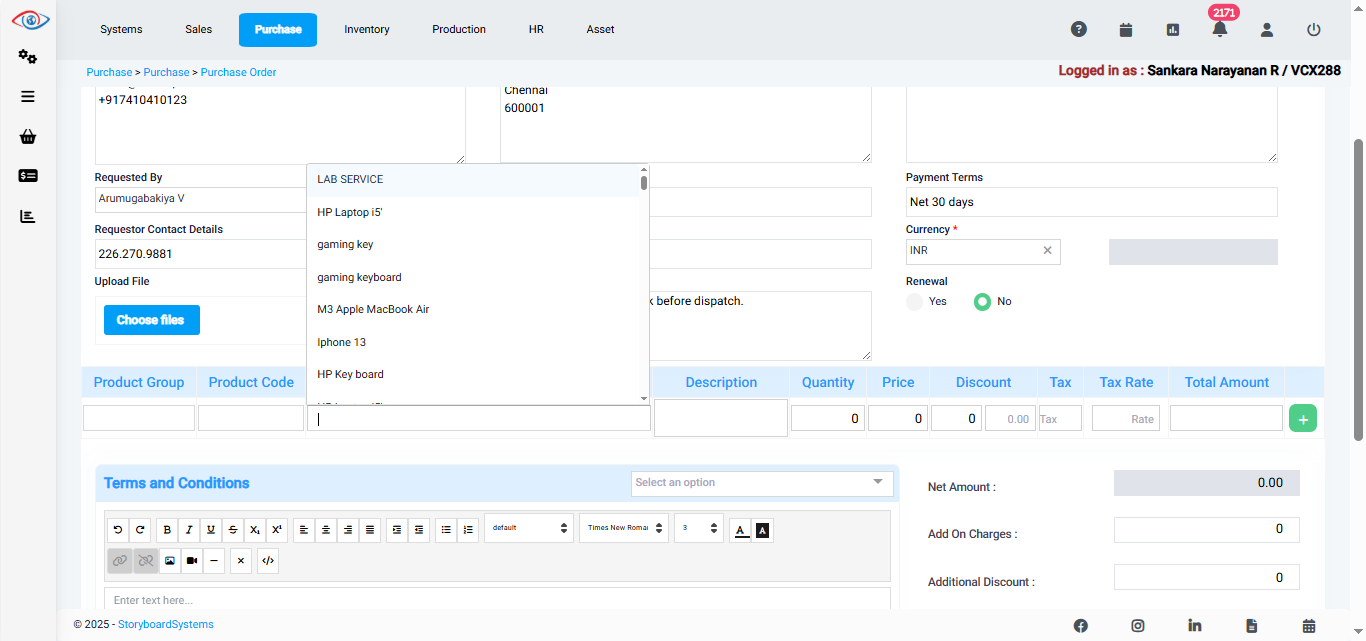 2171
Systems Sales Purchase Inventory Production HR Asset
Purchase > Purchase > Purchase Order
Logged in as : Sankara Narayanan R / VCX288
+917410410123
Chennai
600001
Requested By
Arumugabakiya V
Requestor Contact Details
226.270.9881
Upload File
Choose files
LAB SERVICE
HP Laptop i5'
gaming key
gaming keyboard
M3 Apple MacBook Air
Iphone 13
HP Key board
before dispatch.
Payment Terms
Net 30 days
Currency *
INR
Renewal
Yes No
Product Group Product Code Description Quantity Price Discount Tax Tax Rate Total Amount
0 0 0 0.00 Tax Rate +
Terms and Conditions
Select an option
default Times New Roma 3
Enter text here...
Net Amount : 0.00
Add On Charges : 0
Additional Discount : 0
© 2025 - StoryboardSystems